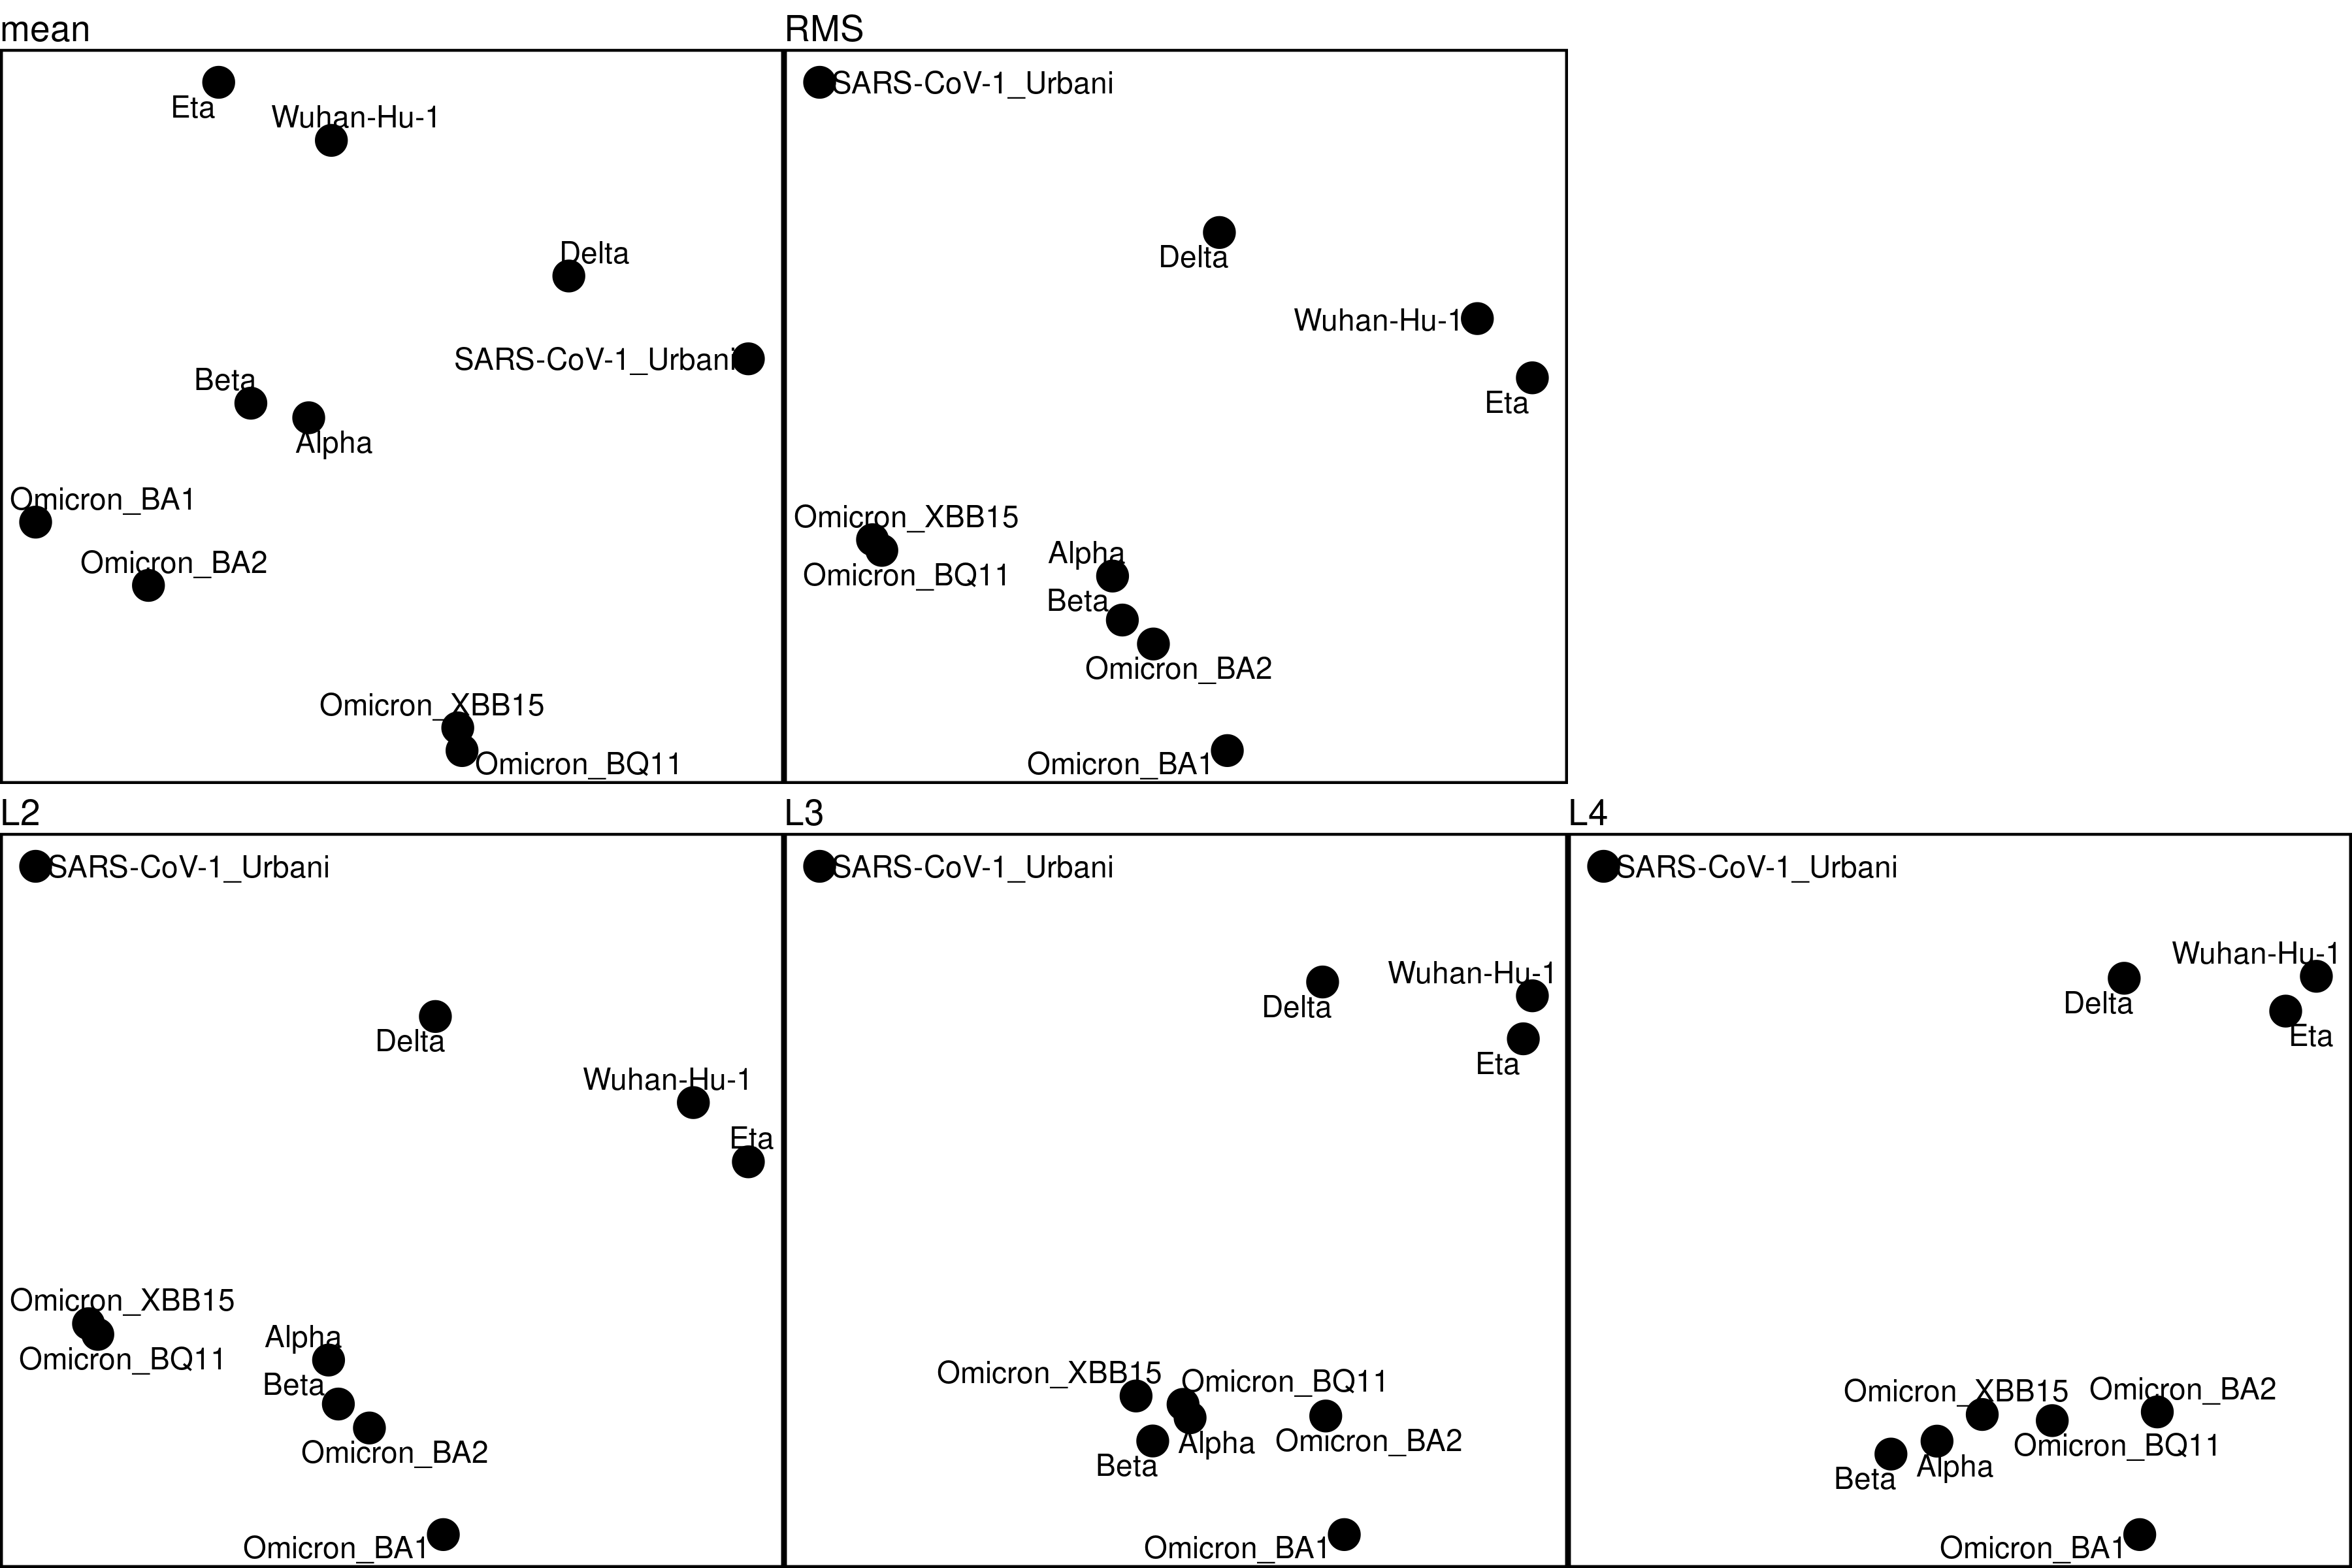 mean
Eta
Wuhan-Hu-1
Delta
SARS-CoV-1_Urbani
Beta
Alpha
Omicron_BA1
Omicron_BA2
Omicron_XBB15
Omicron_BQ11
RMS
SARS-CoV-1_Urbani
Delta
Wuhan-Hu-1
Eta
Omicron_XBB15
Alpha
Omicron_BQ11
Beta
Omicron_BA2
Omicron_BA1
L2
SARS-CoV-1_Urbani
Delta
Wuhan-Hu-1
Eta
Omicron_XBB15
Alpha
Omicron_BQ11
Beta
Omicron_BA2
Omicron_BA1
L3
SARS-CoV-1_Urbani
Wuhan-Hu-1
Delta
Eta
Omicron_XBB15
Omicron_BQ11
Alpha
Omicron_BA2
Beta
Omicron_BA1
L4
SARS-CoV-1_Urbani
Wuhan-Hu-1
Delta
Eta
Omicron_XBB15
Omicron_BA2
Omicron_BQ11
Alpha
Beta
Omicron_BA1